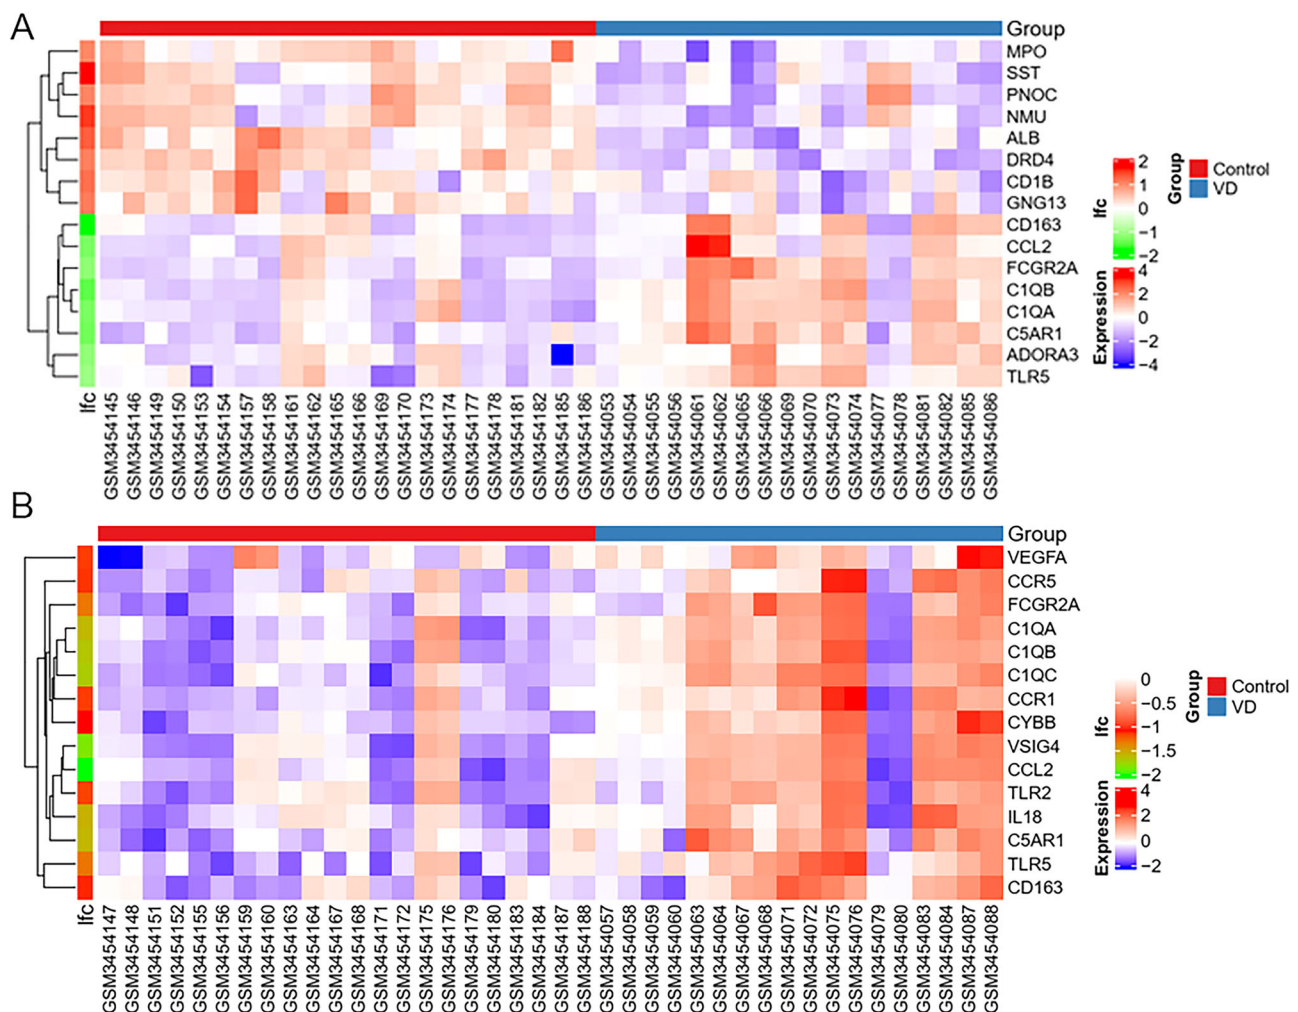 A
Group
MPO
SST
PNOC
NMU
ALB
DRD4
CD1B
GNG13
CD163
CCL2
FCGR2A
C1QB
C1QA
C5AR1
ADORA3
TLR5
lfc
GSM3454145
GSM3454146
GSM3454149
GSM3454150
GSM3454153
GSM3454154
GSM3454157
GSM3454158
GSM3454161
GSM3454162
GSM3454165
GSM3454166
GSM3454169
GSM3454170
GSM3454173
GSM3454174
GSM3454177
GSM3454178
GSM3454181
GSM3454182
GSM3454185
GSM3454186
GSM3454053
GSM3454054
GSM3454055
GSM3454056
GSM3454061
GSM3454062
GSM3454065
GSM3454066
GSM3454069
GSM3454070
GSM3454073
GSM3454074
GSM3454077
GSM3454078
GSM3454081
GSM3454082
GSM3454085
GSM3454086
lfc
2
1
0
−1
−2
Group
Control
VD
Expression
4
2
0
−2
−4
B
Group
VEGFA
CCR5
FCGR2A
C1QA
C1QB
C1QC
CCR1
CYBB
VSIG4
CCL2
TLR2
IL18
C5AR1
TLR5
CD163
lfc
GSM3454147
GSM3454148
GSM3454151
GSM3454152
GSM3454155
GSM3454156
GSM3454159
GSM3454160
GSM3454163
GSM3454164
GSM3454167
GSM3454168
GSM3454171
GSM3454172
GSM3454175
GSM3454176
GSM3454179
GSM3454180
GSM3454183
GSM3454184
GSM3454187
GSM3454188
GSM3454057
GSM3454058
GSM3454059
GSM3454060
GSM3454063
GSM3454064
GSM3454067
GSM3454068
GSM3454071
GSM3454072
GSM3454075
GSM3454076
GSM3454079
GSM3454080
GSM3454083
GSM3454084
GSM3454087
GSM3454088
lfc
0
−0.5
−1
−1.5
−2
Group
Control
VD
Expression
4
2
0
−2